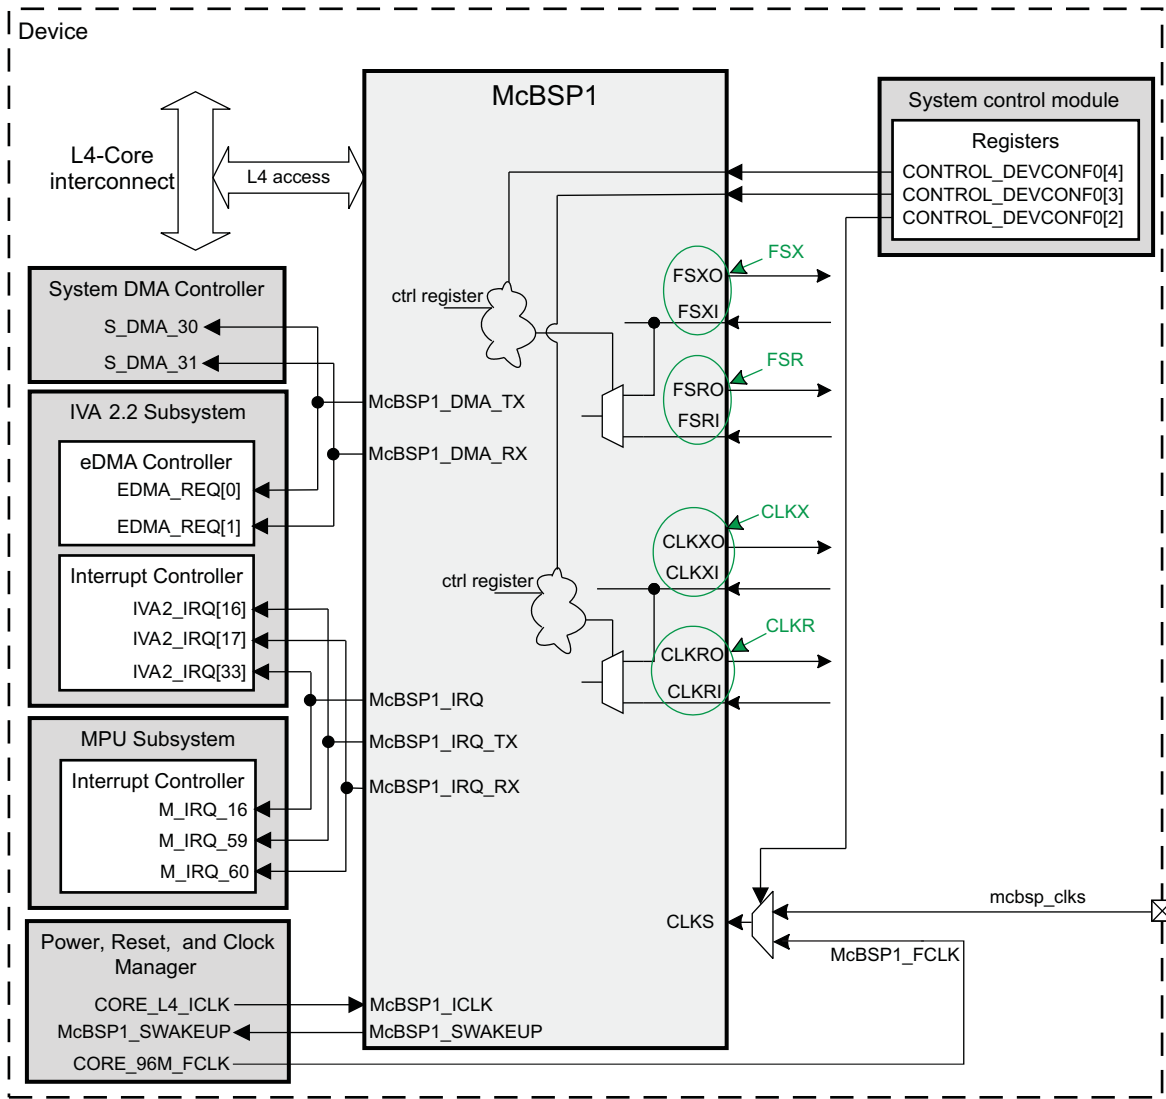 Device
McBSP1
System control module
Registers
CONTROL_DEVCONF0[4]
CONTROL_DEVCONF0[3]
CONTROL_DEVCONF0[2]
L4-Core
interconnect
L4 access
FSX
FSXO
FSXI
FSR
FSRO
FSRI
ctrl register
System DMA Controller
S_DMA_30
S_DMA_31
IVA 2.2 Subsystem
eDMA Controller
EDMA_REQ[0]
EDMA_REQ[1]
Interrupt Controller
IVA2_IRQ[16]
IVA2_IRQ[17]
IVA2_IRQ[33]
McBSP1_DMA_TX
McBSP1_DMA_RX
CLKX
CLKXO
CLKXI
ctrl register
CLKR
CLKRO
CLKRI
McBSP1_IRQ
McBSP1_IRQ_TX
McBSP1_IRQ_RX
MPU Subsystem
Interrupt Controller
M_IRQ_16
M_IRQ_59
M_IRQ_60
CLKS
mcbsp_clks
McBSP1_FCLK
Power, Reset, and Clock
Manager
CORE_L4_ICLK
McBSP1_SWAKEUP
CORE_96M_FCLK
McBSP1_ICLK
McBSP1_SWAKEUP